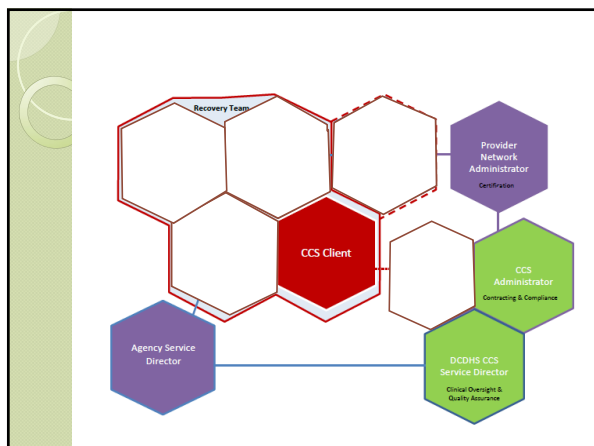 Recovery Team
Provider
Network
Administrator
Certification
CCS Client
CCS
Administrator
Contracting & Compliance
Agency Service
Director
DCDHS CCS
Service Director
Clinical Oversight &
Quality Assurance